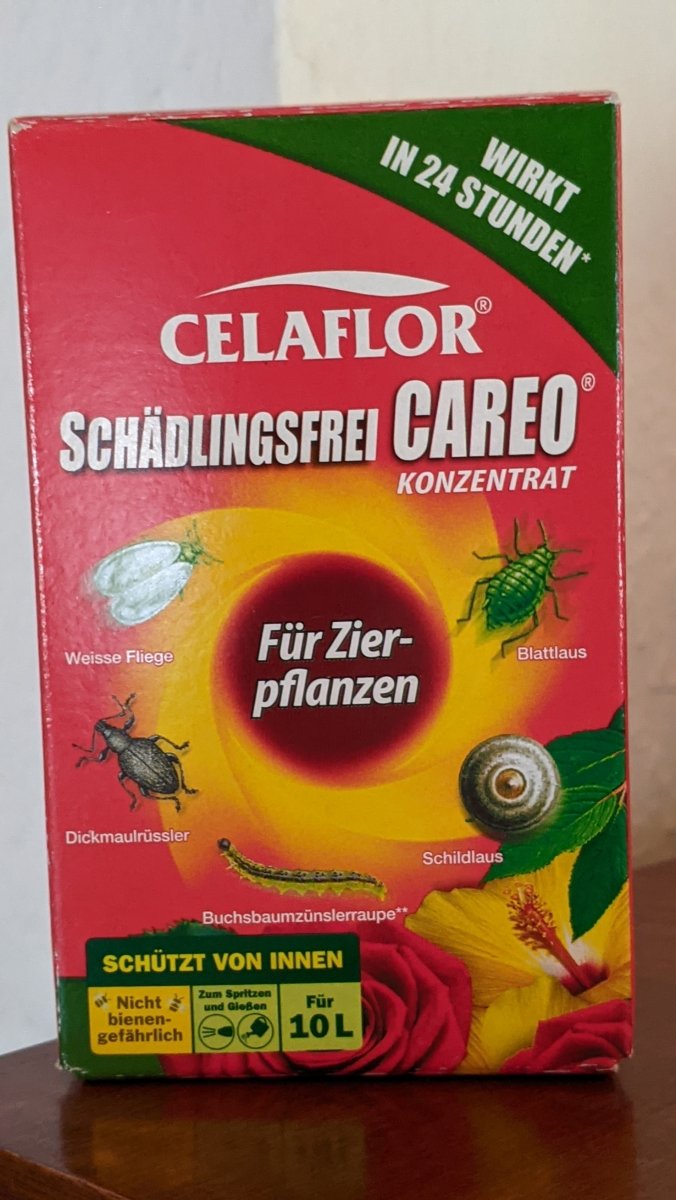 WIRKT
IN 24 STUNDEN*
CELAFLOR®
SCHÄDLINGSFREI CAREO®
KONZENTRAT
Für Zier-
pflanzen
Weisse Fliege
Blattlaus
Dickmaulrüssler
Schildlaus
Buchsbaumzünslerraupe**
SCHÜTZT VON INNEN
Nicht
bienen-
gefährlich
Zum Spritzen
und Gießen
Für
10 L